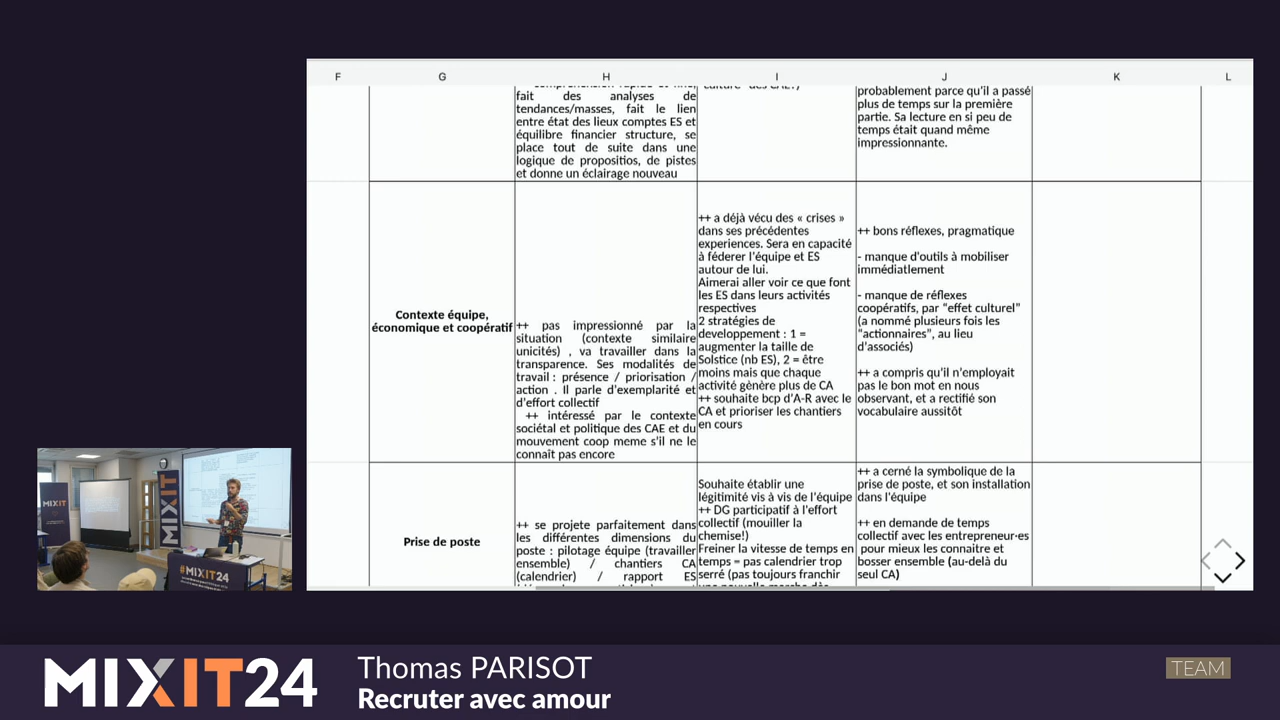 F G H I J K L
fait des analyses de
tendances/masses, fait le lien
entre état des lieux comptes ES et
équilibre financier structure, se
place tout de suite dans une
logique de propositios, de pistes
et donne un éclairage nouveau
probablement parce qu'il a passé
plus de temps sur la première
partie. Sa lecture en si peu de
temps était quand même
impressionnante.
Contexte équipe,
économique et coopératif
++ pas impressionné par la
situation (contexte similaire
unicités) , va travailler dans la
transparence. Ses modalités de
travail : présence / priorisation /
action . Il parle d'exemplarité et
d'effort collectif
++ intéressé par le contexte
sociétal et politique des CAE et du
mouvement coop meme s'il ne le
connaît pas encore
++ a déjà vécu des « crises »
dans ses précédentes
experiences. Sera en capacité
à féderer l'équipe et ES
autour de lui.
Aimerai aller voir ce que font
les ES dans leurs activités
respectives
2 stratégies de
developpement : 1 =
augmenter la taille de
Solstice (nb ES), 2 = être
moins mais que chaque
activité génère plus de CA
++ souhaite bcp d'A-R avec le
CA et prioriser les chantiers
en cours
++ bons réflexes, pragmatique
- manque d'outils à mobiliser
immédiatlement
- manque de réflexes
coopératifs, par "effet culturel"
(a nommé plusieurs fois les
"actionnaires", au lieu
d'associés)
++ a compris qu'il n'employait
pas le bon mot en nous
observant, et a rectifié son
vocabulaire aussitôt
Prise de poste
++ se projete parfaitement dans
les différentes dimensions du
poste : pilotage équipe (travailler
ensemble) / chantiers CA
(calendrier) / rapport ES
Souhaite établir une
légitimité vis à vis de l'équipe
++ DG participatif à l'effort
collectif (mouiller la
chemise!)
Freiner la vitesse de temps en
temps = pas calendrier trop
serré (pas toujours franchir
++ a cerné la symbolique de la
prise de poste, et son installation
dans l'équipe
++ en demande de temps
collectif avec les entrepreneur·es
pour mieux les connaitre et
bosser ensemble (au-delà du
seul CA)
MIXIT
MIXIT
#MIXIT24
MIXIT24
Thomas PARISOT
Recruter avec amour
TEAM